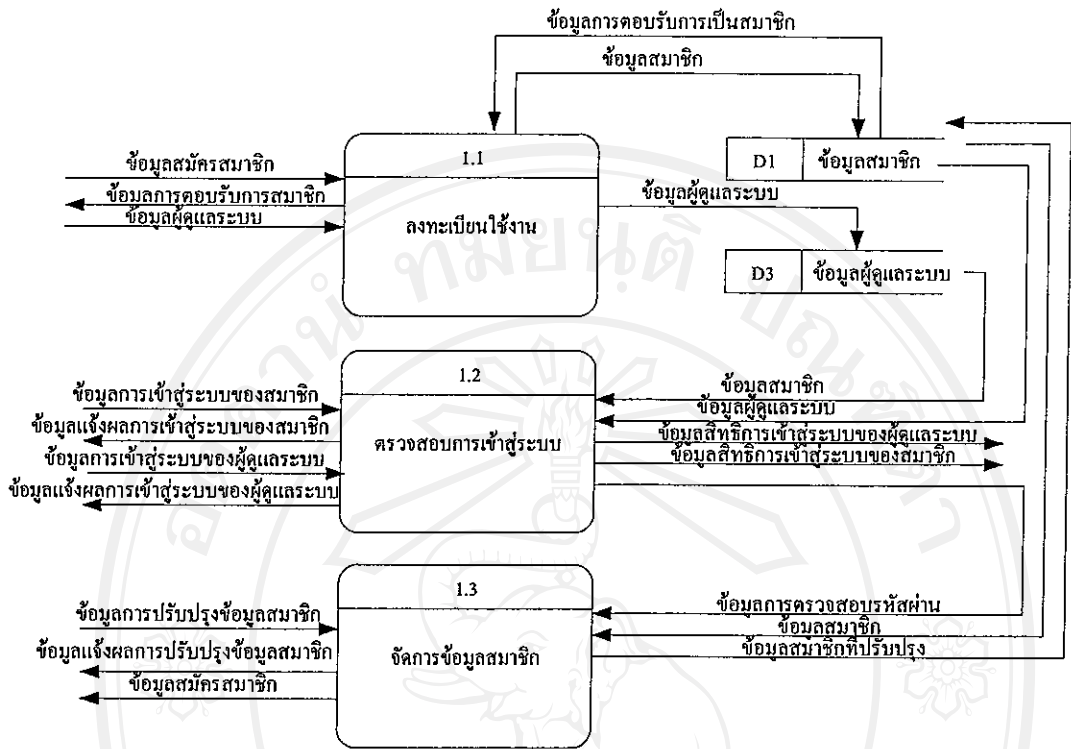 ข้อมูลการตอบรับการเป็นสมาชิก
ข้อมูลสมาชิก
1.1
ลงทะเบียนใช้งาน
ข้อมูลสมัครสมาชิก
ข้อมูลการตอบรับการสมาชิก
ข้อมูลผู้ดูแลระบบ
D1 ข้อมูลสมาชิก
ข้อมูลผู้ดูแลระบบ
D3 ข้อมูลผู้ดูแลระบบ
1.2
ตรวจสอบการเข้าสู่ระบบ
ข้อมูลการเข้าสู่ระบบของสมาชิก
ข้อมูลแจ้งผลการเข้าสู่ระบบของสมาชิก
ข้อมูลการเข้าสู่ระบบของผู้ดูแลระบบ
ข้อมูลแจ้งผลการเข้าสู่ระบบของผู้ดูแลระบบ
ข้อมูลสมาชิก
ข้อมูลผู้ดูแลระบบ
ข้อมูลสิทธิการเข้าสู่ระบบของผู้ดูแลระบบ
ข้อมูลสิทธิการเข้าสู่ระบบของสมาชิก
1.3
จัดการข้อมูลสมาชิก
ข้อมูลการปรับปรุงข้อมูลสมาชิก
ข้อมูลแจ้งผลการปรับปรุงข้อมูลสมาชิก
ข้อมูลสมัครสมาชิก
ข้อมูลการตรวจสอบรหัสผ่าน
ข้อมูลสมาชิก
ข้อมูลสมาชิกที่ปรับปรุง